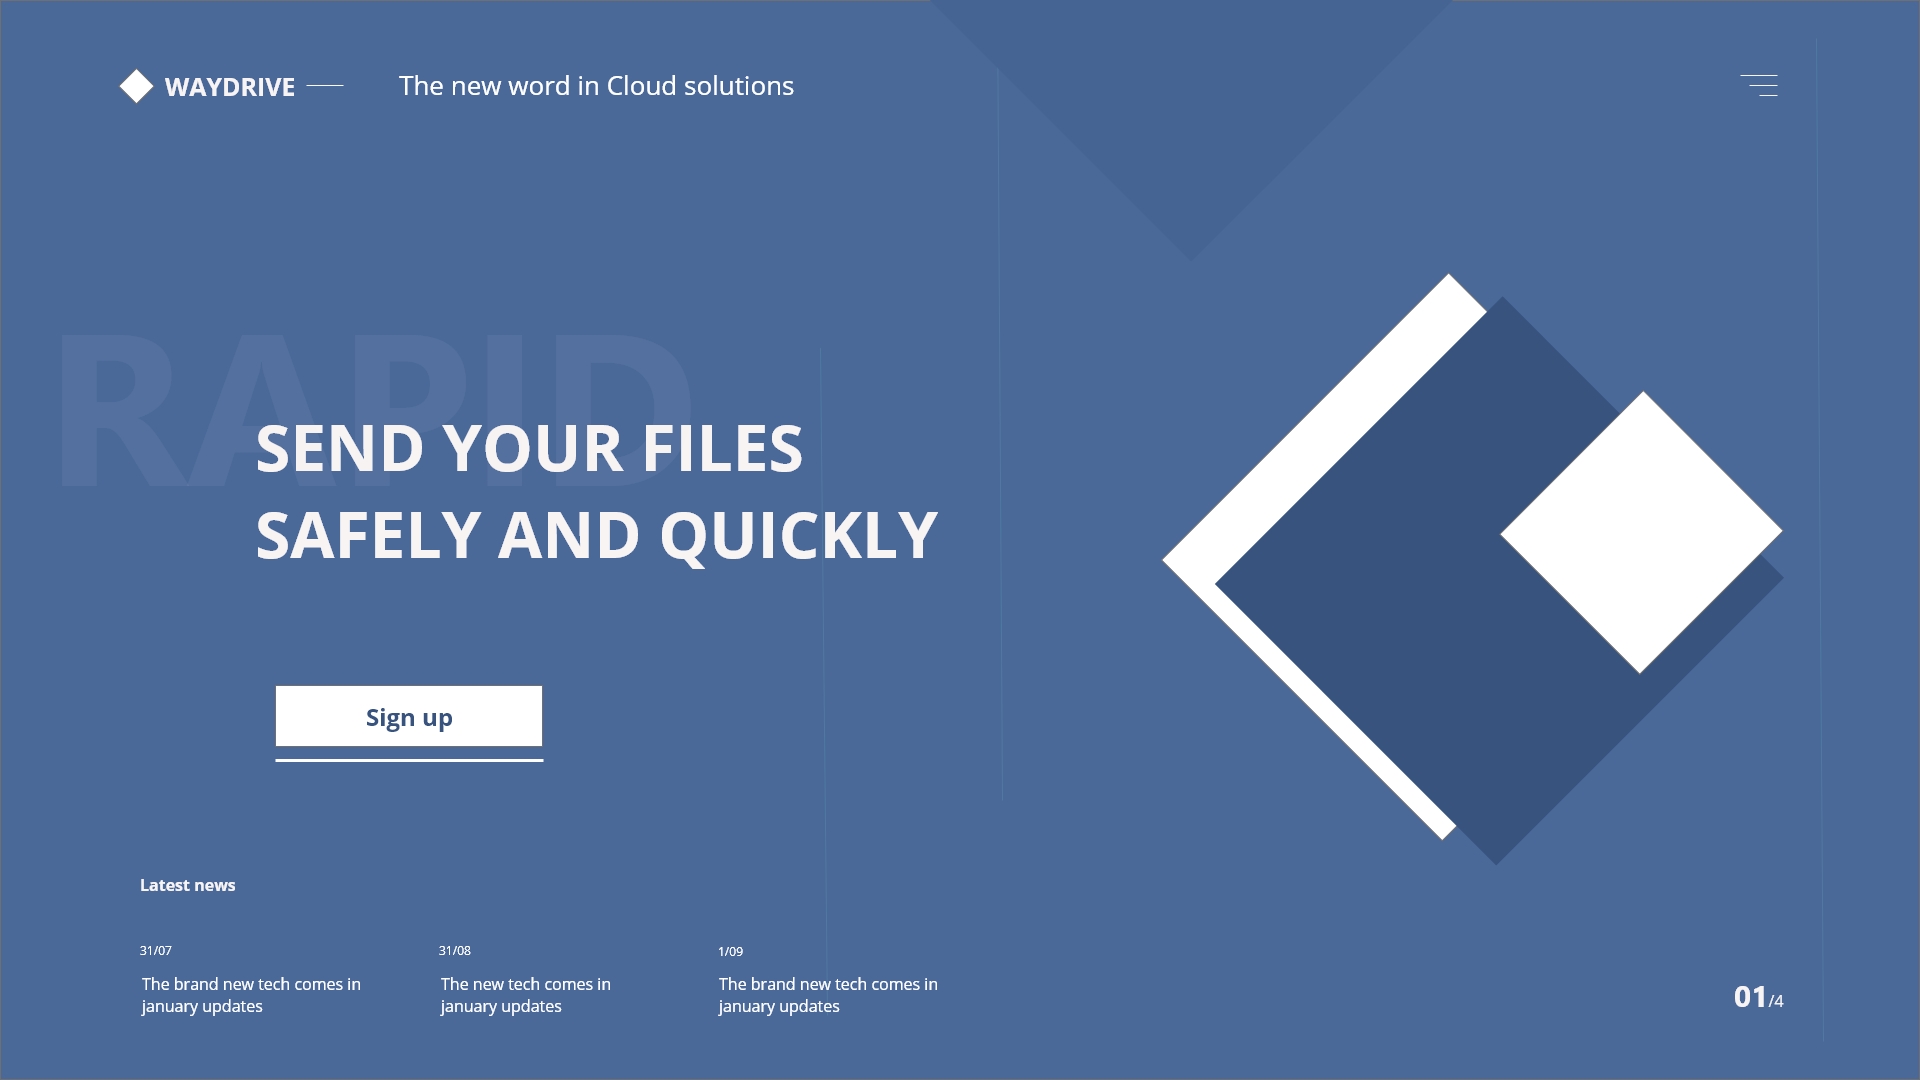 WAYDRIVE
The new word in Cloud solutions
RAPID
SEND YOUR FILES
SAFELY AND QUICKLY
Sign up
Latest news
31/07
The brand new tech comes in
january updates
31/08
The new tech comes in
january updates
1/09
The brand new tech comes in
january updates
01/4